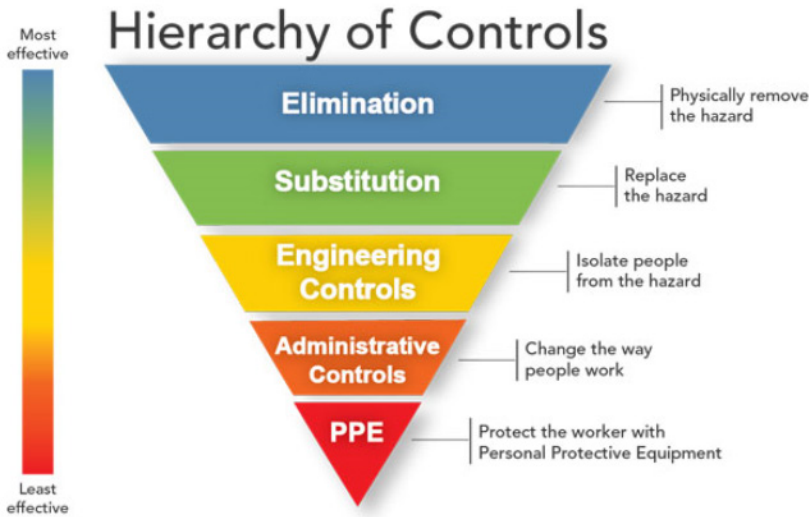 Hierarchy of Controls
Most
effective
Elimination
Physically remove
the hazard
Substitution
Replace
the hazard
Engineering
Controls
Isolate people
from the hazard
Administrative
Controls
Change the way
people work
PPE
Protect the worker with
Personal Protective Equipment
Least
effective